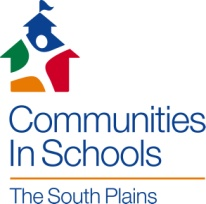 Communities
In Schools
The South Plains